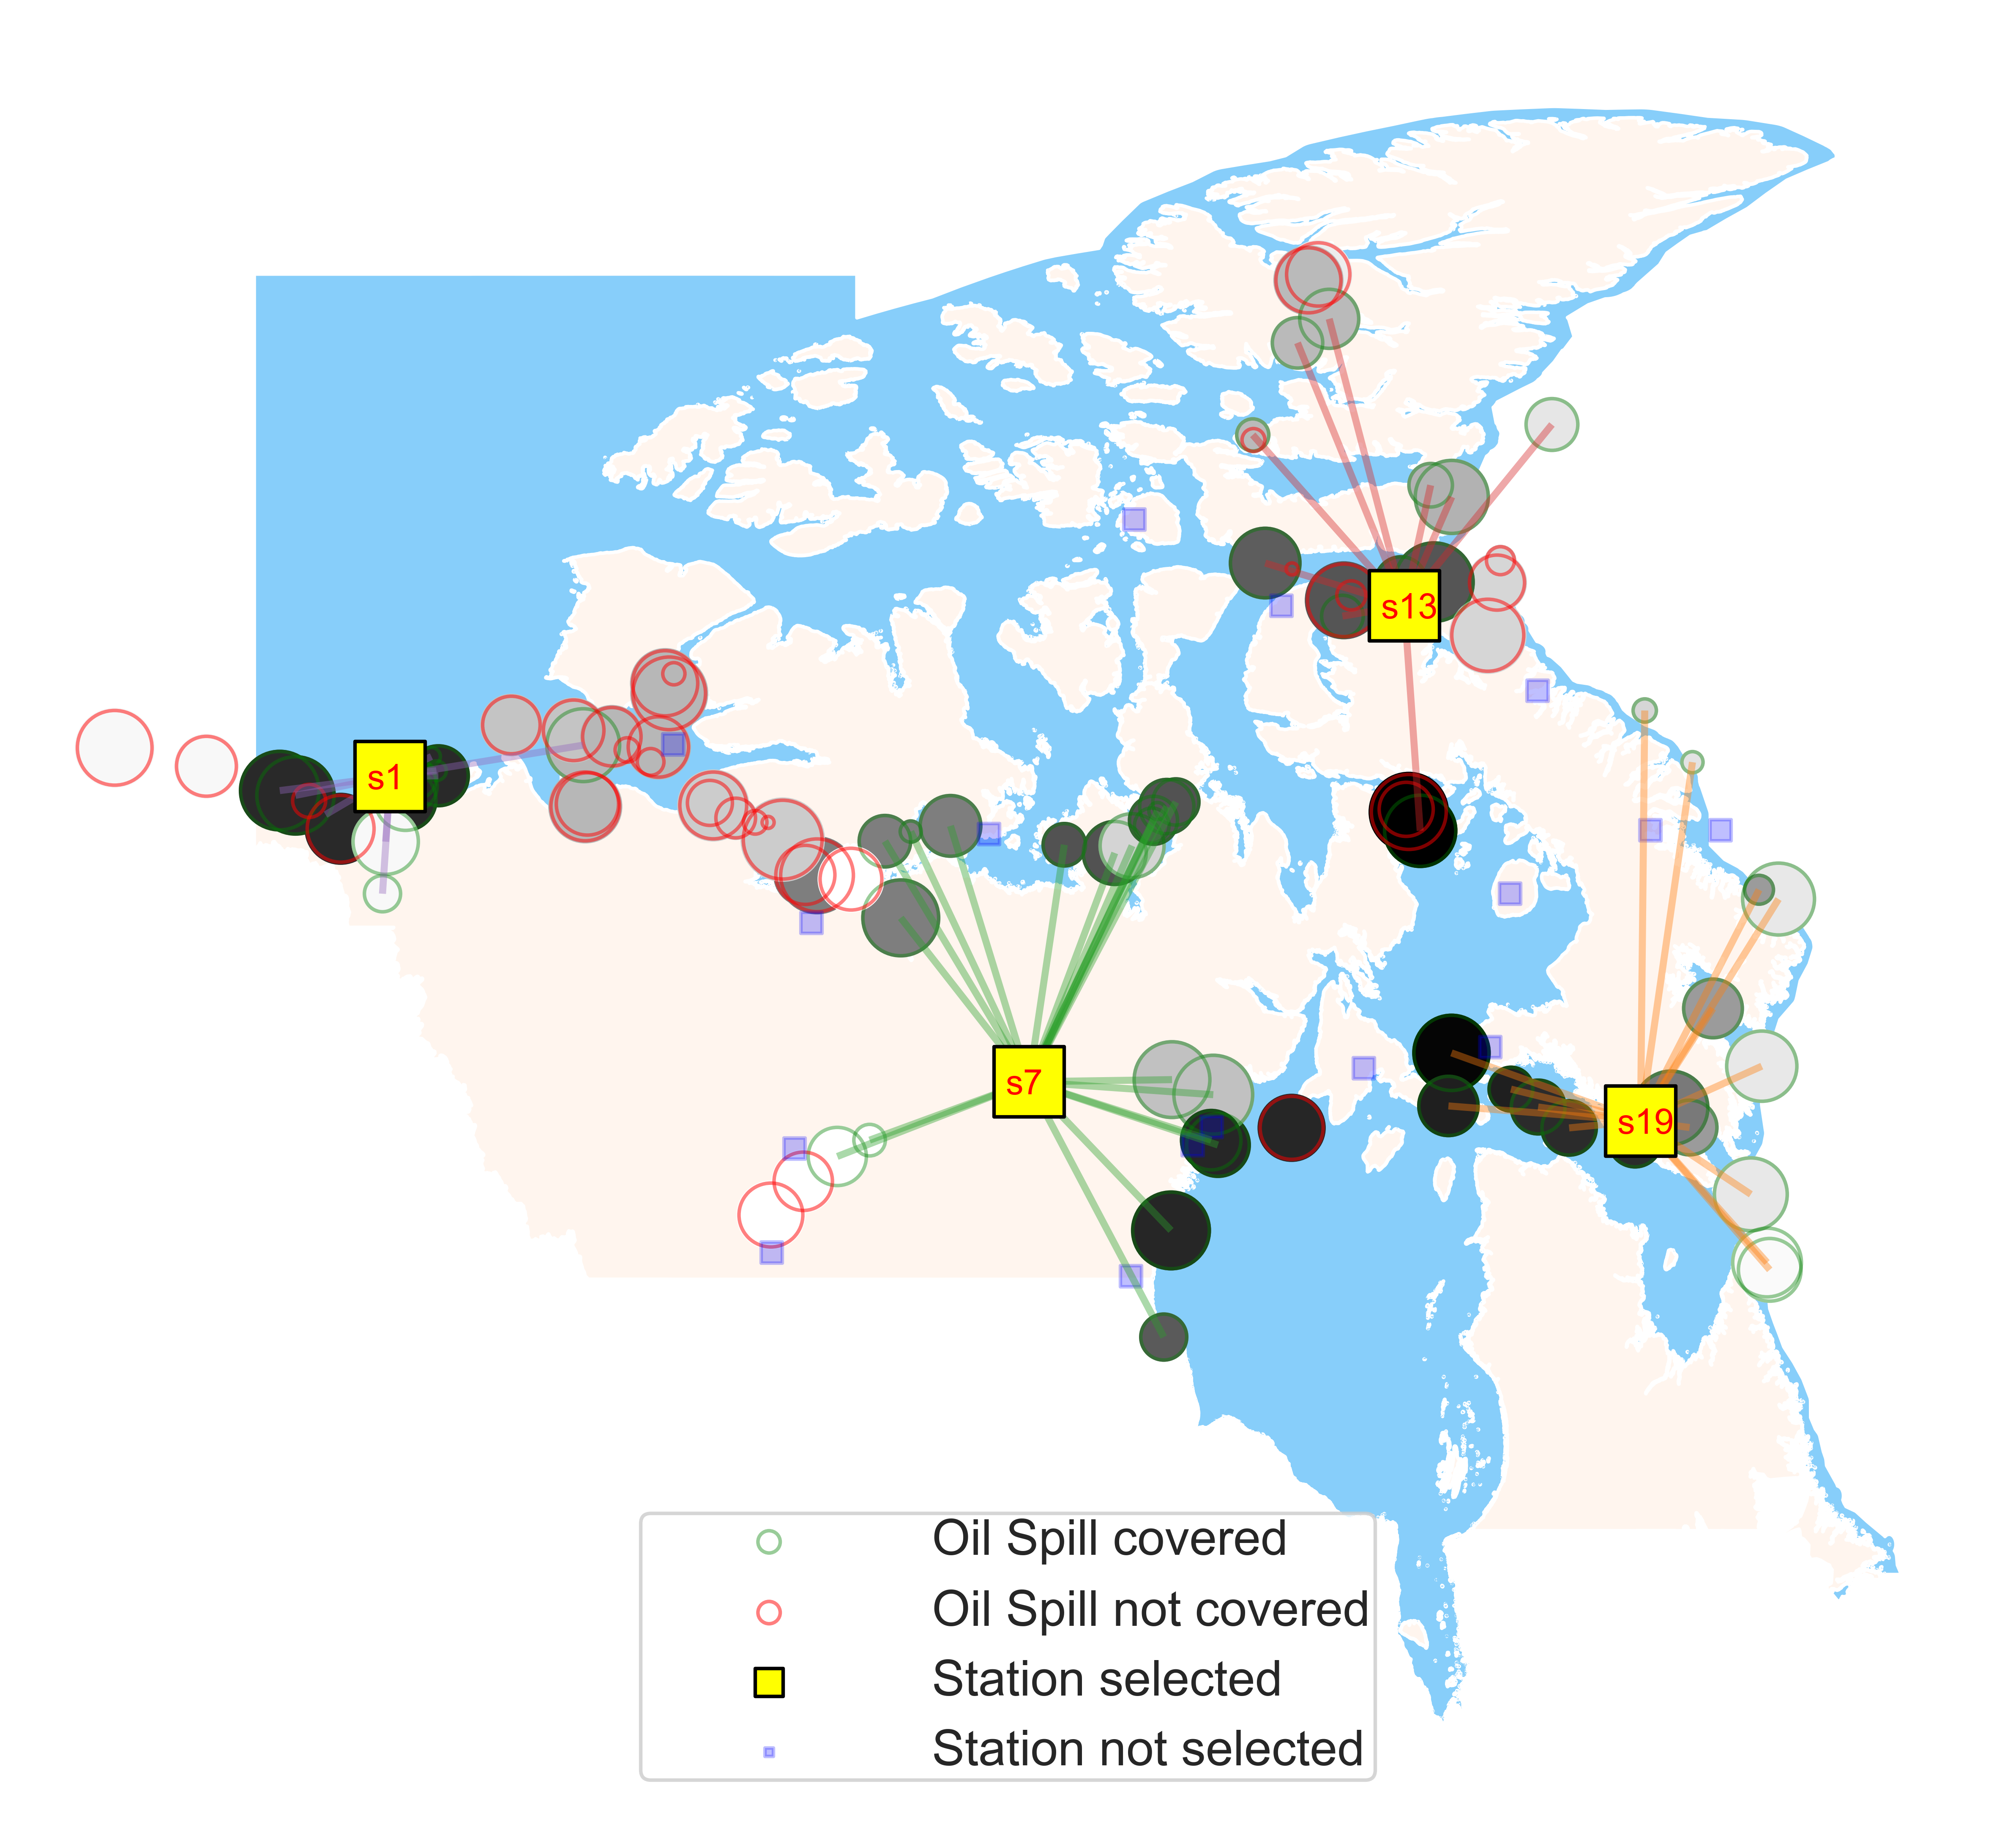 s13
s1
s7
s19
Oil Spill covered
Oil Spill not covered
Station selected
Station not selected